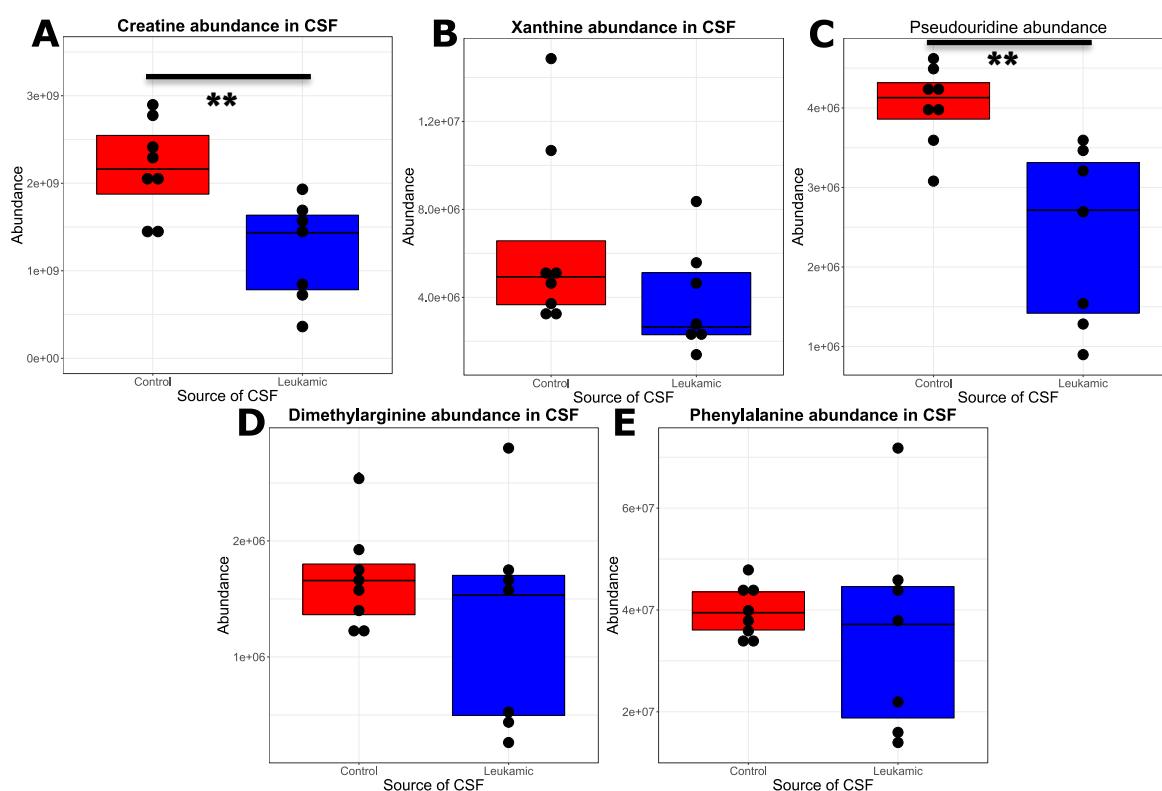 A
Creatine abundance in CSF
**
3e+09
2e+09
1e+09
0e+00
Abundance
Control
Leukamic
Source of CSF
B
Xanthine abundance in CSF
1.2e+07
8.0e+06
4.0e+06
Abundance
Control
Leukamic
Source of CSF
C
Pseudouridine abundance
**
4e+06
3e+06
2e+06
1e+06
Abundance
Control
Leukamic
Source of CSF
D
Dimethylarginine abundance in CSF
2e+06
1e+06
Abundance
Control
Leukamic
Source of CSF
E
Phenylalanine abundance in CSF
6e+07
4e+07
2e+07
Abundance
Control
Leukamic
Source of CSF